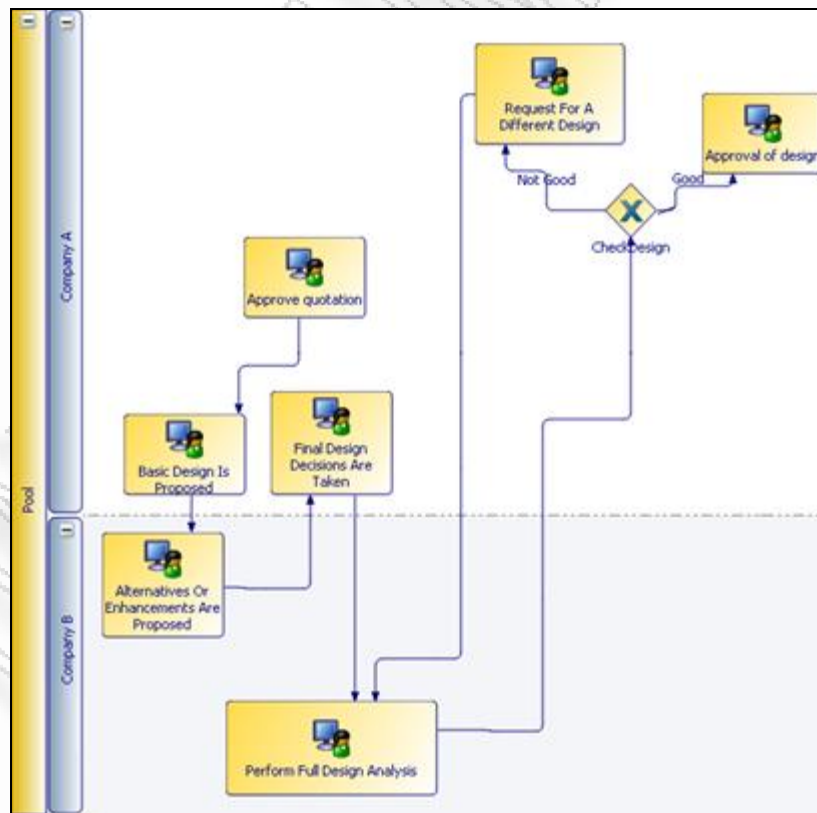 Pool
Company A
Request For A
Different Design
Approval of design
Not Good
Good
CheckDesign
Approve quotation
Basic Design Is
Proposed
Final Design
Decisions Are
Taken
Company B
Alternatives Or
Enhancements Are
Proposed
Perform Full Design Analysis